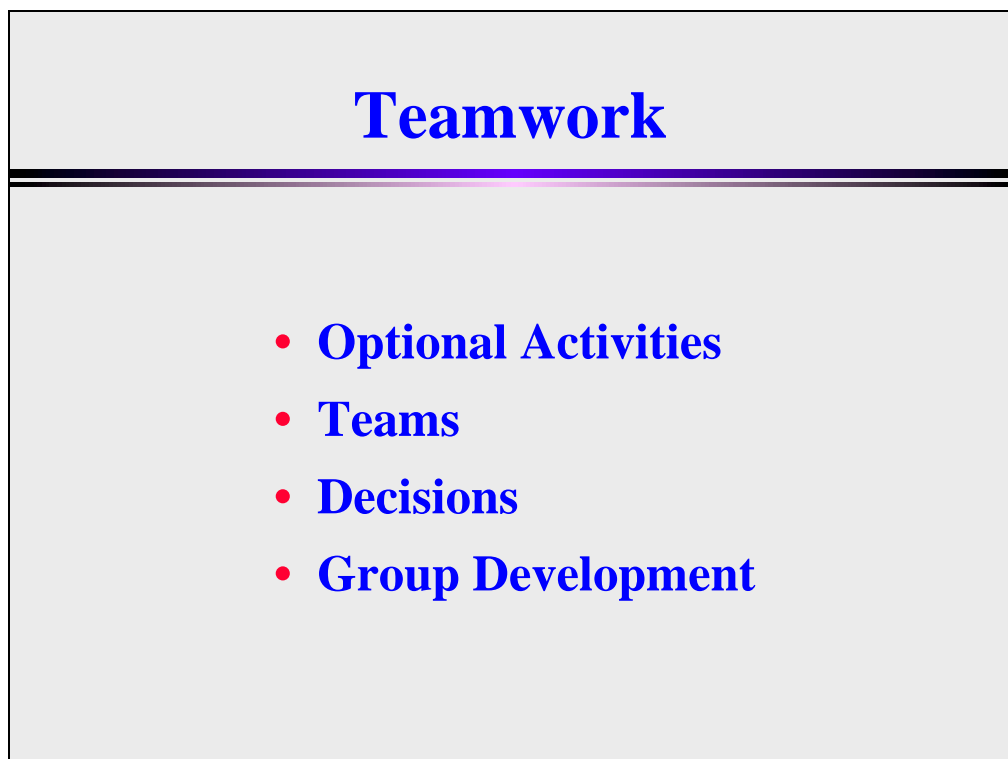 Teamwork
• Optional Activities
• Teams
• Decisions
• Group Development